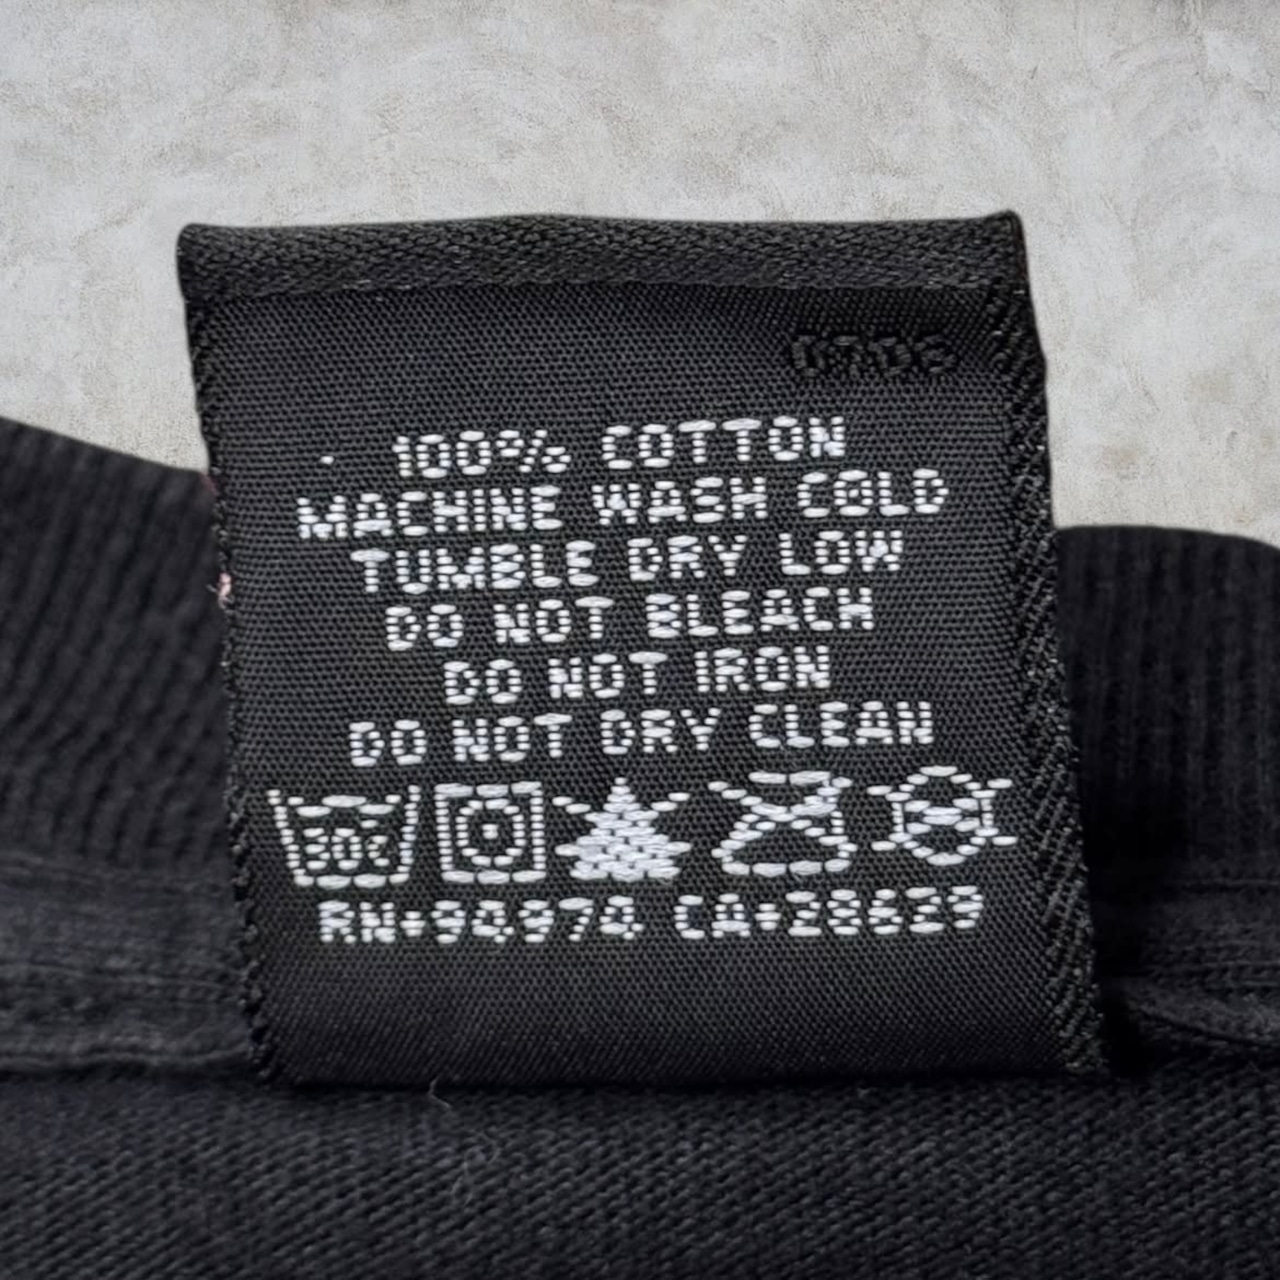 100% COTTON
MACHINE WASH COLD
TUMBLE DRY LOW
DO NOT BLEACH
DO NOT IRON
DO NOT DRY CLEAN
30C
RN+94974 CA+28629